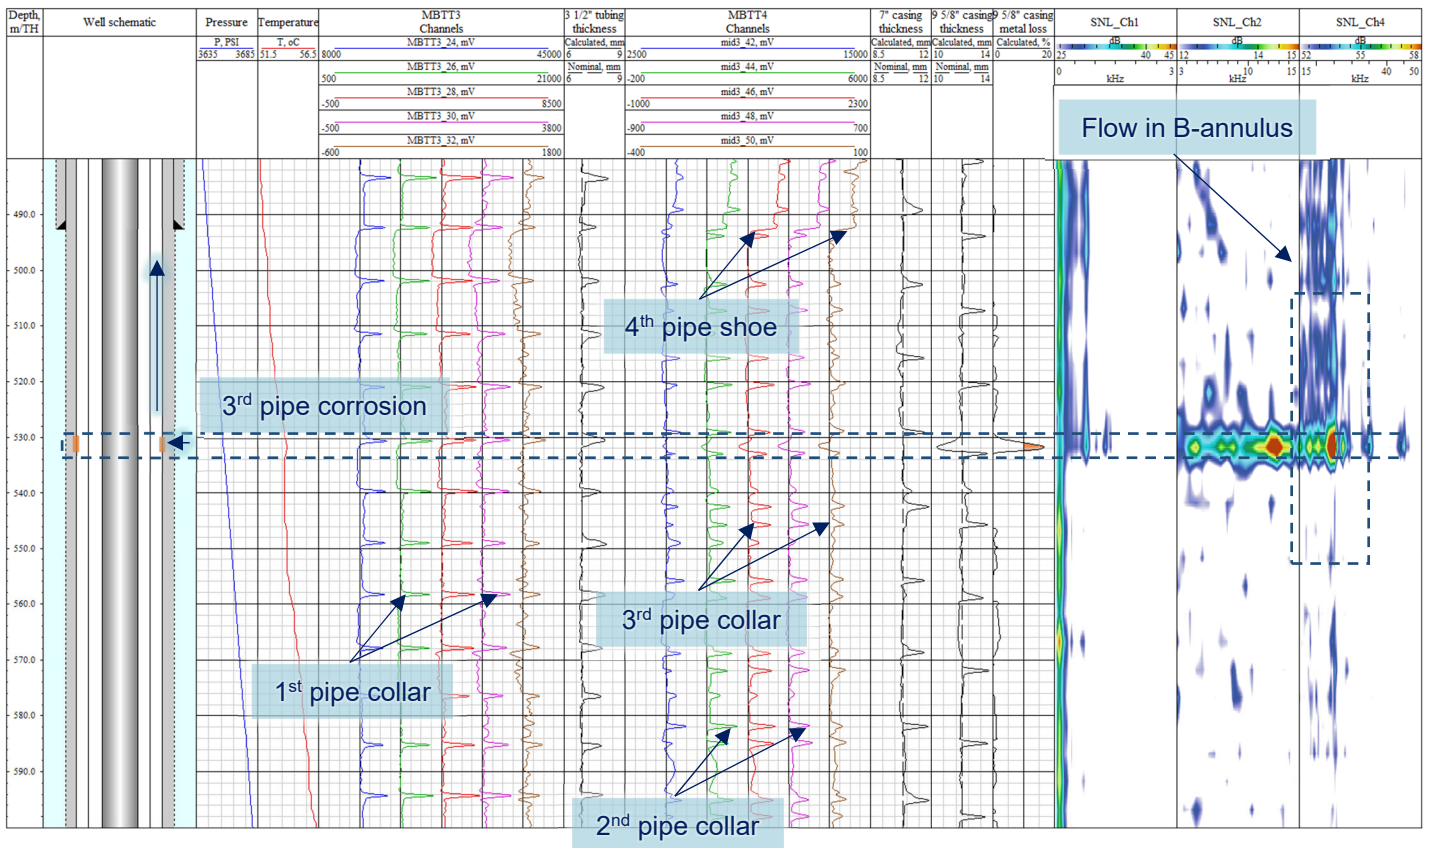 Depth, m/TH
Well schematic
Pressure
P, PSI
3635 3685
Temperature
T, oC
51.5 56.5
MBTT3
Channels
MBTT3_24, mV
8000 45000
MBTT3_26, mV
500 21000
MBTT3_28, mV
-500 8500
MBTT3_30, mV
-500 3800
MBTT3_32, mV
-600 1800
3 1/2" tubing
thickness
Calculated, mm
6 9
Nominal, mm
6 9
MBTT4
Channels
mid3_42, mV
2500 15000
mid3_44, mV
-200 6000
mid3_46, mV
-1000 2300
mid3_48, mV
-900 700
mid3_50, mV
-400 100
7" casing
thickness
Calculated, mm
8.5 12
Nominal, mm
8.5 12
9 5/8" casing
thickness
Calculated, mm
10 14
Nominal, mm
10 14
9 5/8" casing
metal loss
Calculated, %
0 20
SNL_Ch1
dB
25 40 45
0 3
kHz
SNL_Ch2
dB
12 14 15
3 10 15
kHz
SNL_Ch4
dB
52 55 58
15 40 50
kHz
Flow in B-annulus
490.0
500.0
510.0
4th pipe shoe
520.0
3rd pipe corrosion
530.0
540.0
550.0
560.0
3rd pipe collar
570.0
1st pipe collar
580.0
590.0
2nd pipe collar